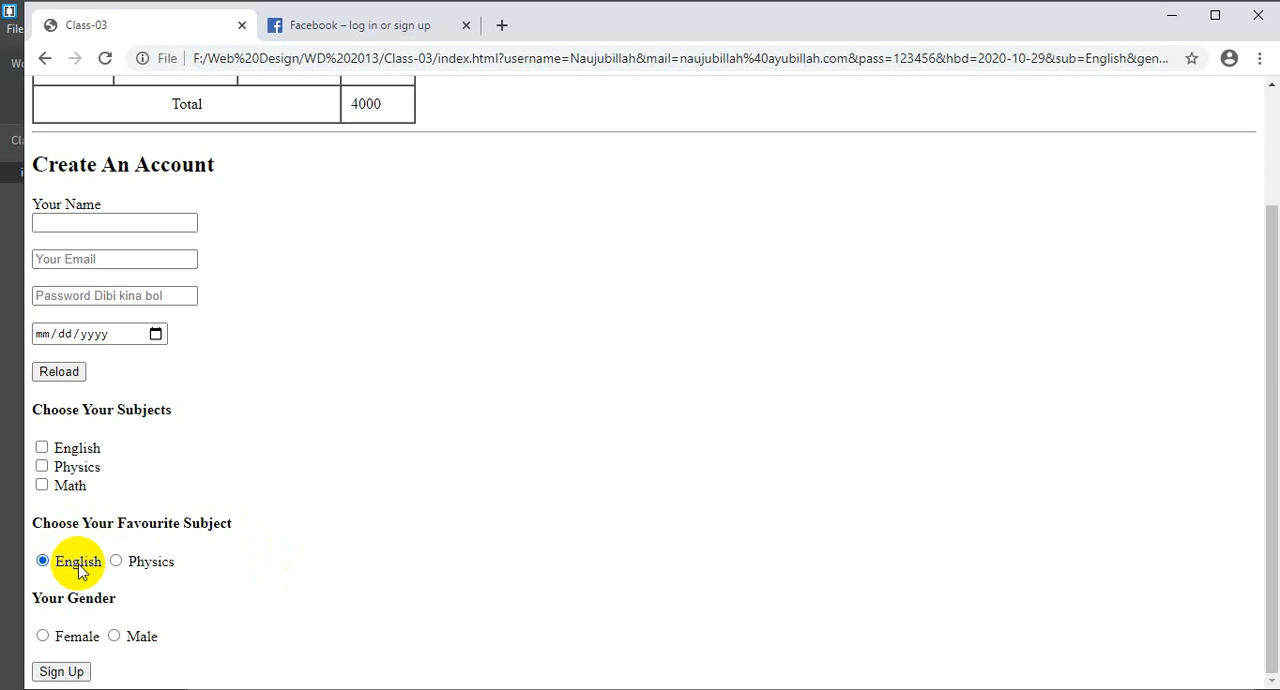 Class-03
Facebook – log in or sign up
File
File
F:/Web%20Design/WD%202013/Class-03/index.html?username=Naujubillah&mail=naujubillah%40ayubillah.com&pass=123456&hbd=2020-10-29&sub=English&gen...
Total 4000
Create An Account
Your Name
Your Email
Password Dibi kina bol
mm/dd/yyyy
Reload
Choose Your Subjects
English
Physics
Math
Choose Your Favourite Subject
English Physics
Your Gender
Female Male
Sign Up